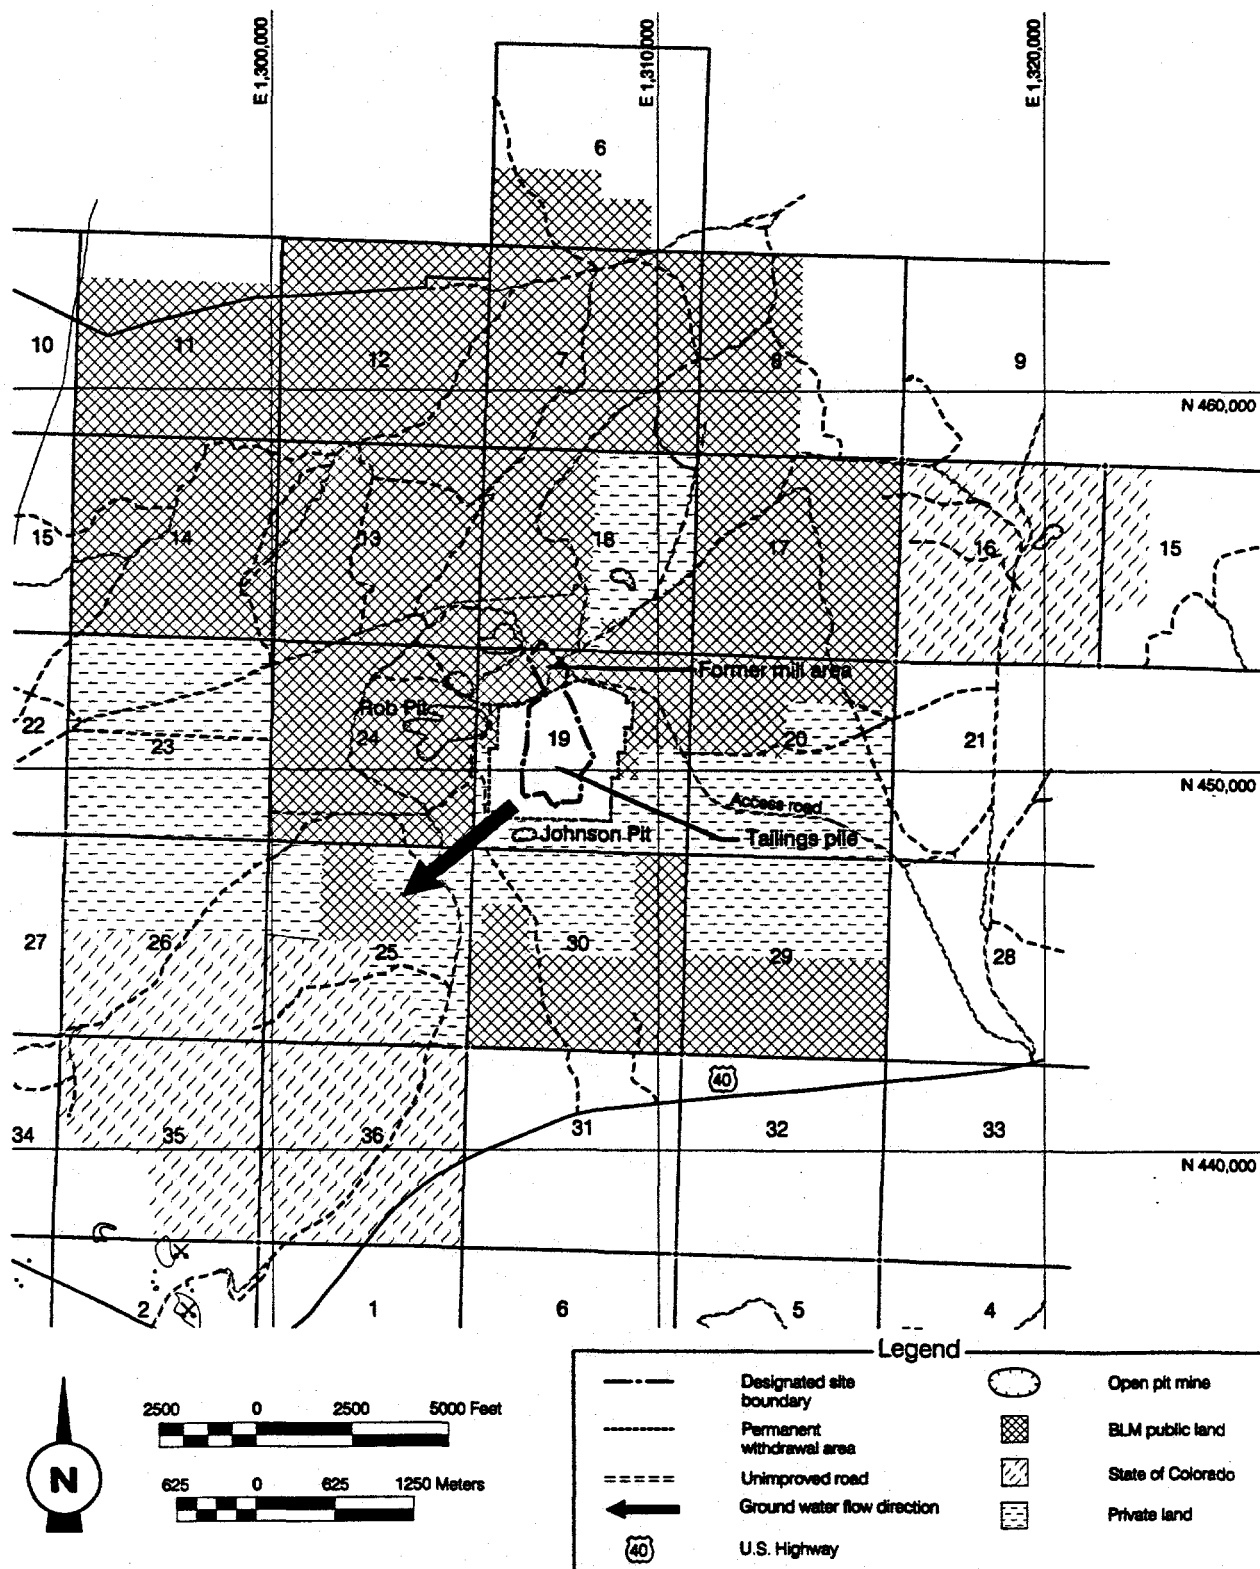 E 1,300,000
E 1,310,000
E 1,320,000
6
10
11
12
7
8
9
N 460,000
15
14
13
18
17
16
15
Former mill area
Rob Pit
22
23
24
19
20
21
N 450,000
Access road
Johnson Pit
Tailings pile
27
26
25
30
29
28
40
34
35
36
31
32
33
N 440,000
2
1
6
5
4
Legend
2500 0 2500 5000 Feet
625 0 625 1250 Meters
N
Designated site
boundary
Permanent
withdrawal area
Unimproved road
Ground water flow direction
40
U.S. Highway
Open pit mine
BLM public land
State of Colorado
Private land